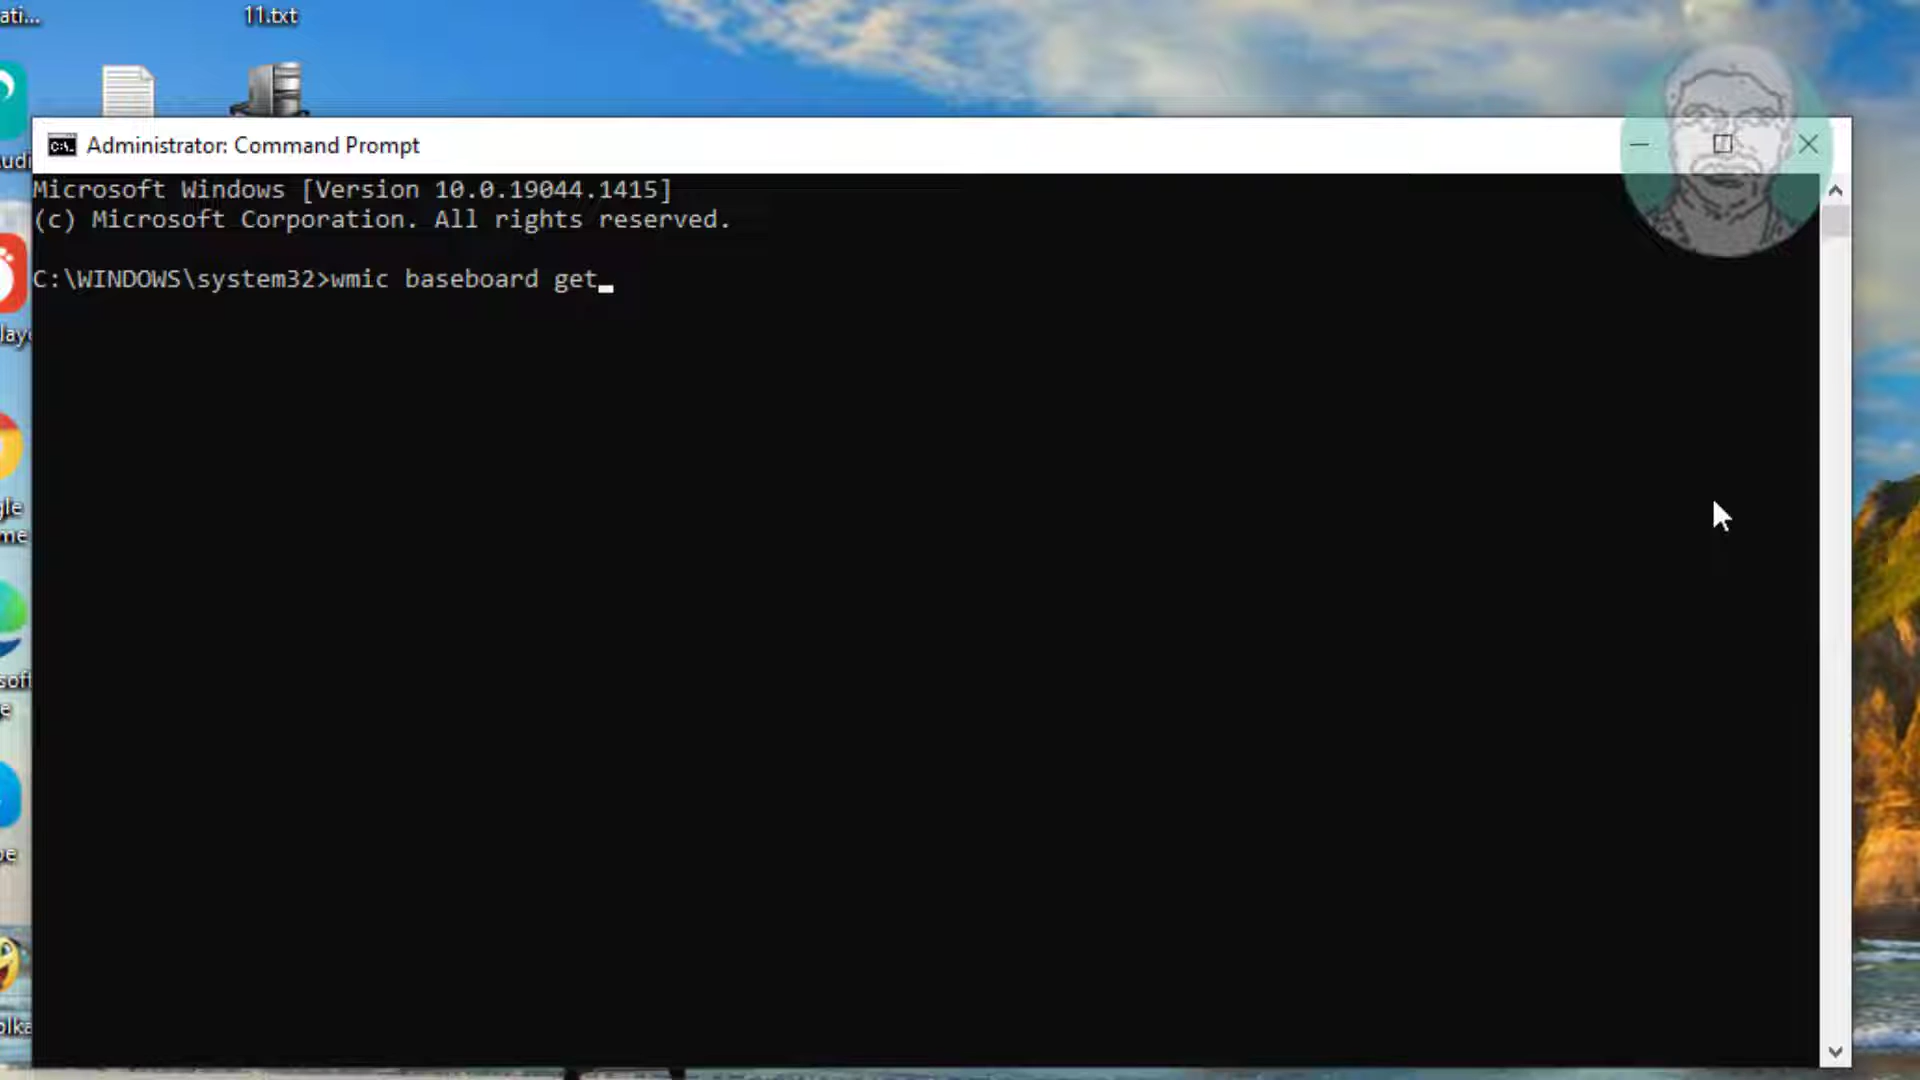 ati...
11.txt
Administrator: Command Prompt
Microsoft Windows [Version 10.0.19044.1415]
(c) Microsoft Corporation. All rights reserved.
C:\WINDOWS\system32>wmic baseboard get